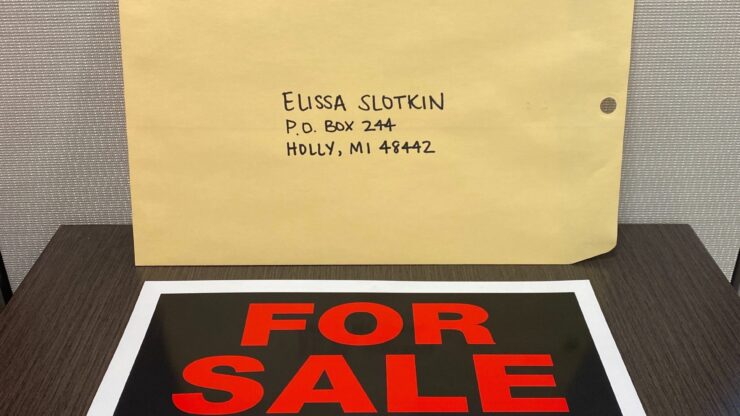 ELISSA SLOTKIN
P.O. BOX 244
HOLLY, MI 48442
FOR
SALE